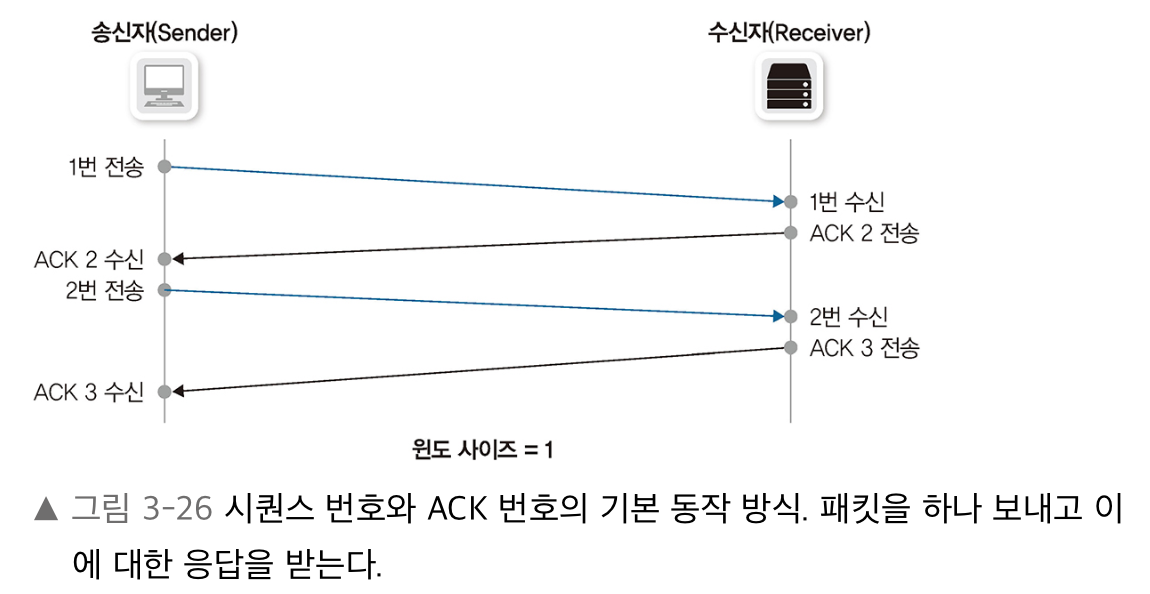 송신자(Sender)
수신자(Receiver)
1번 전송
1번 수신
ACK 2 전송
ACK 2 수신
2번 전송
2번 수신
ACK 3 전송
ACK 3 수신
윈도 사이즈 = 1
▲ 그림 3-26 시퀀스 번호와 ACK 번호의 기본 동작 방식. 패킷을 하나 보내고 이
에 대한 응답을 받는다.